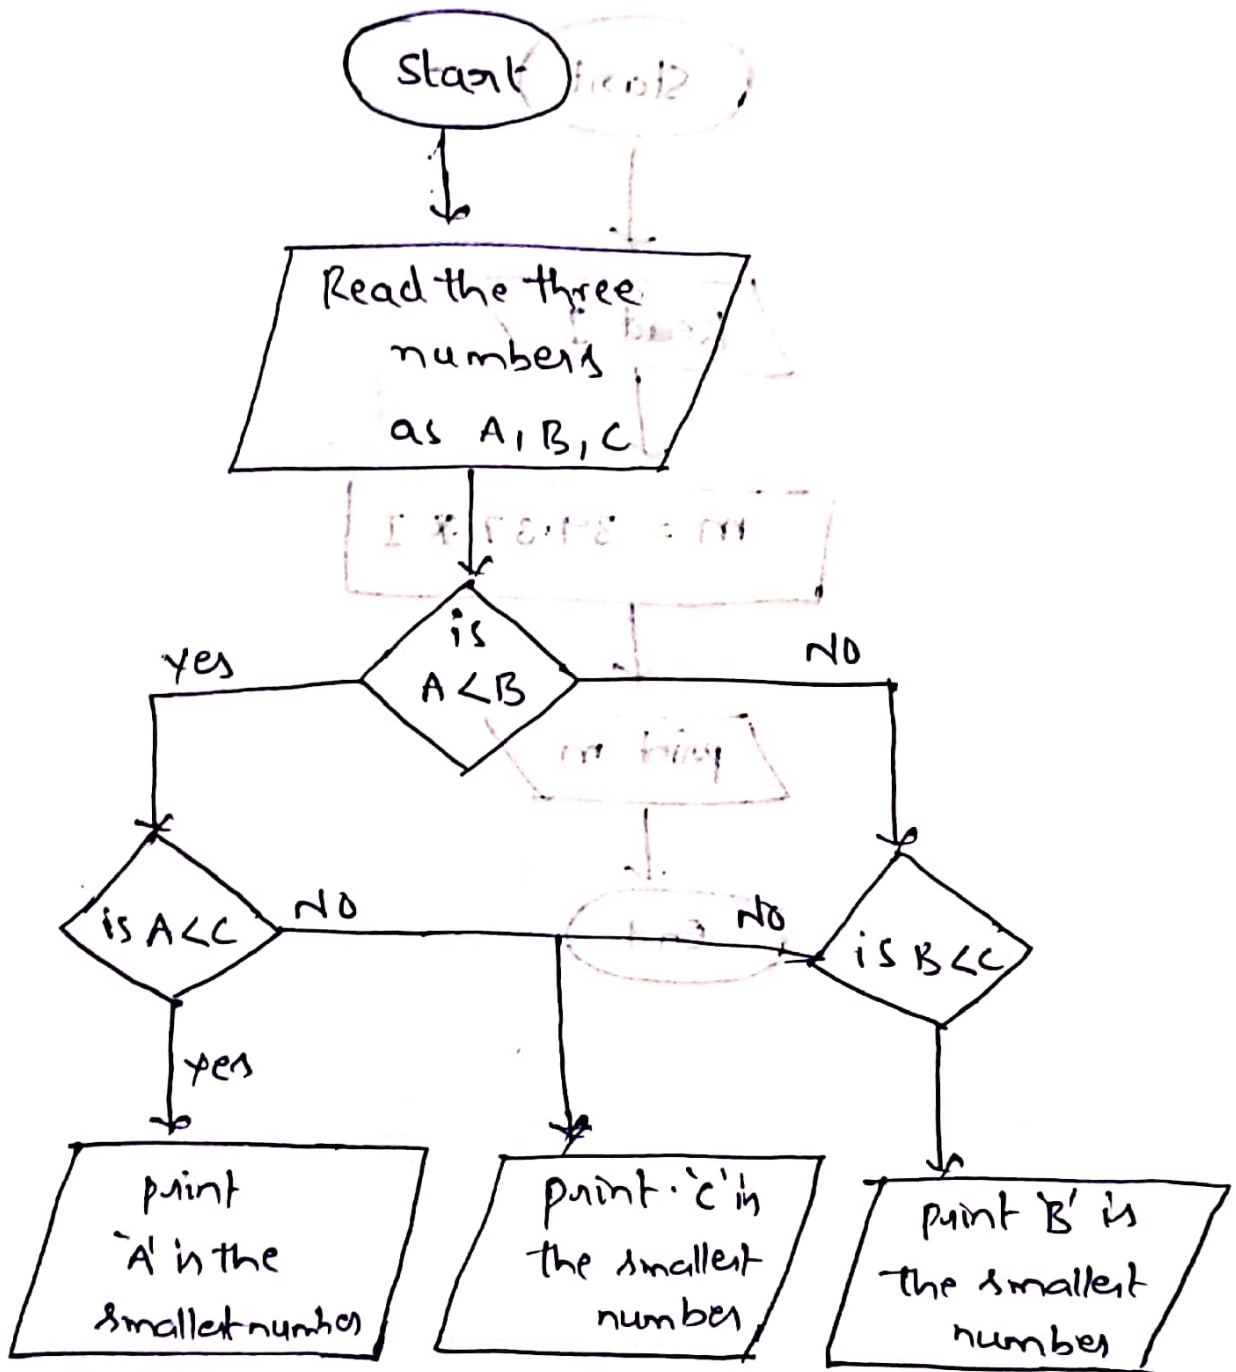 Start
Read the three
numbers
as A, B, C
is
A<B
yes
NO
is A<C
NO
NO
is B<C
yes
print
'A' is the
smallest number
print 'C' is
the smallest
number
print 'B' is
the smallest
number